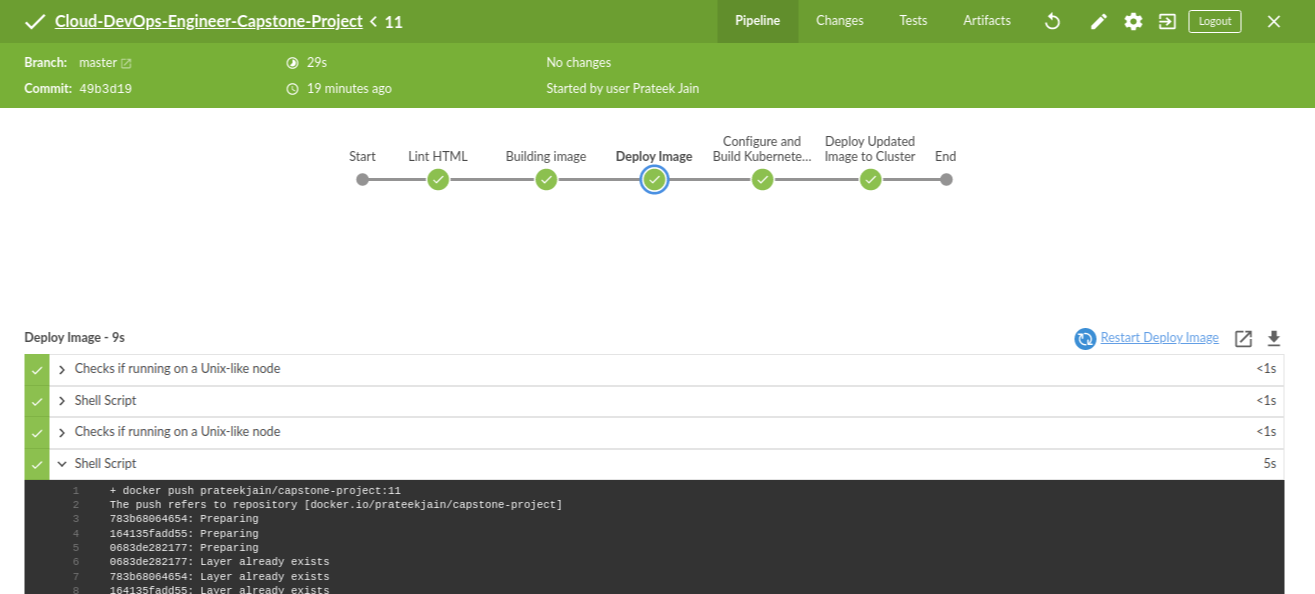 Cloud-DevOps-Engineer-Capstone-Project < 11
Pipeline Changes Tests Artifacts Logout
Branch: master 29s No changes
Commit: 49b3d19 19 minutes ago Started by user Prateek Jain
Start Lint HTML Building image Deploy Image Configure and Build Kubernete... Deploy Updated Image to Cluster End
Deploy Image - 9s Restart Deploy Image
Checks if running on a Unix-like node <1s
Shell Script <1s
Checks if running on a Unix-like node <1s
Shell Script 5s
1 + docker push prateekjain/capstone-project:11
2 The push refers to repository [docker.io/prateekjain/capstone-project]
3 783b68064654: Preparing
4 164135fadd55: Preparing
5 0683de282177: Preparing
6 0683de282177: Layer already exists
7 783b68064654: Layer already exists
8 164135fadd55: Layer already exists